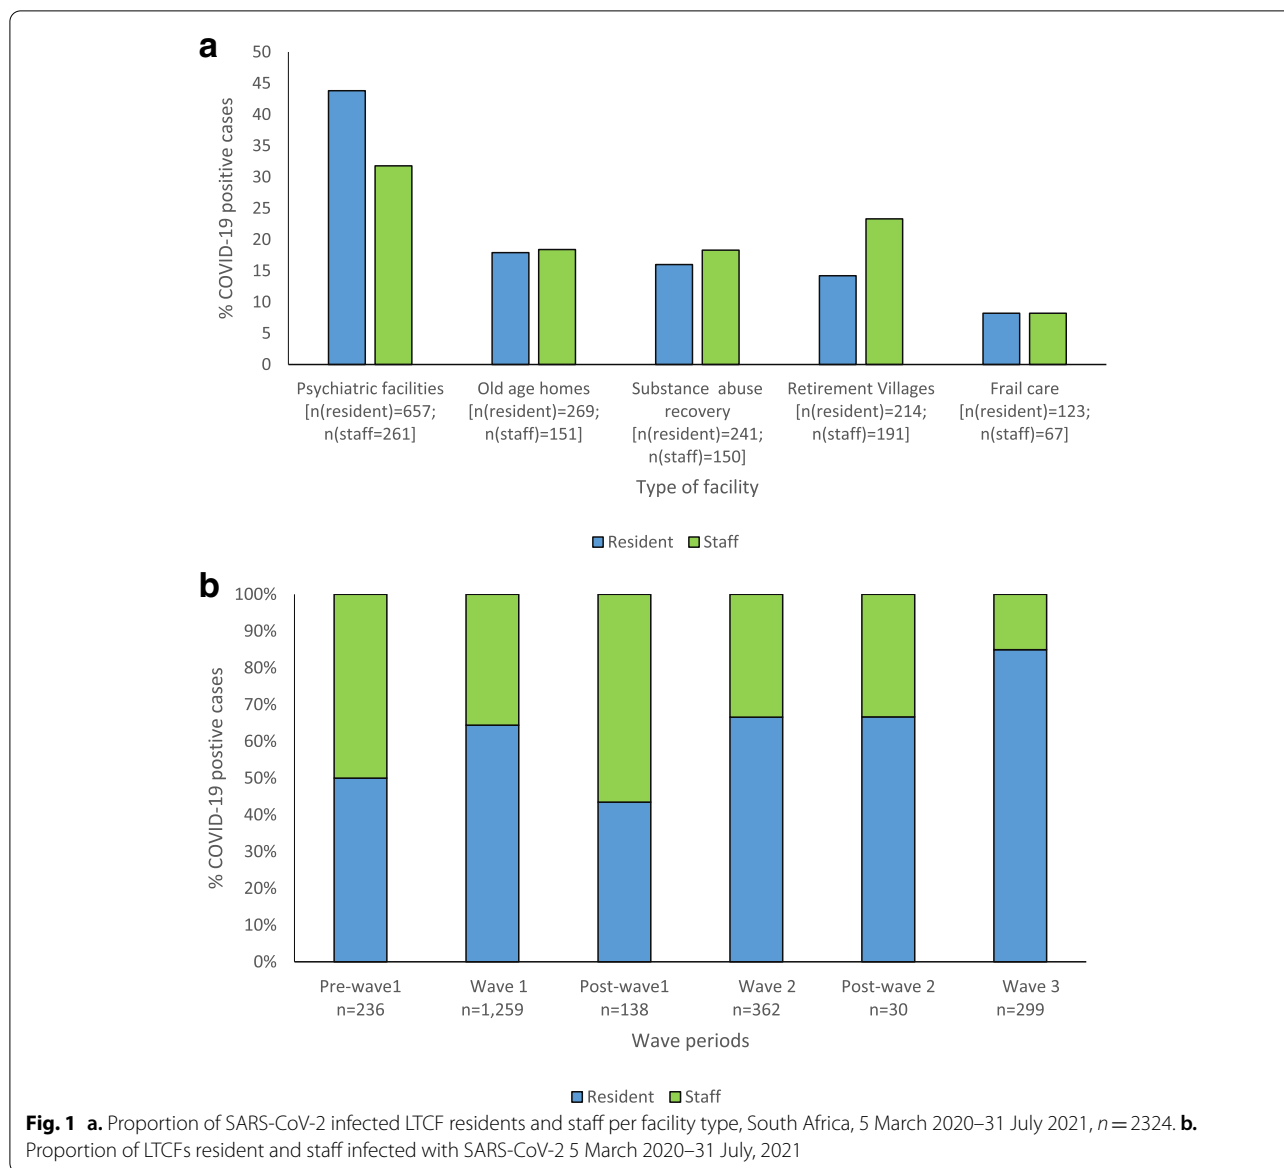 a
50
45
40
35
30
25
20
15
10
5
0
% COVID-19 positive cases
Psychiatric facilities
[n(resident)=657;
n(staff=261]
Old age homes
[n(resident)=269;
n(staff)=151]
Substance abuse
recovery
[n(resident)=241;
n(staff)=150]
Retirement Villages
[n(resident)=214;
n(staff)=191]
Frail care
[n(resident)=123;
n(staff)=67]
Type of facility
Resident Staff
b
100%
90%
80%
70%
60%
50%
40%
30%
20%
10%
0%
% COVID-19 postive cases
Pre-wave1
n=236
Wave 1
n=1,259
Post-wave1
n=138
Wave 2
n=362
Post-wave 2
n=30
Wave 3
n=299
Wave periods
Resident Staff
Fig. 1 a. Proportion of SARS-CoV-2 infected LTCF residents and staff per facility type, South Africa, 5 March 2020–31 July 2021, n = 2324. b.
Proportion of LTCFs resident and staff infected with SARS-CoV-2 5 March 2020–31 July, 2021